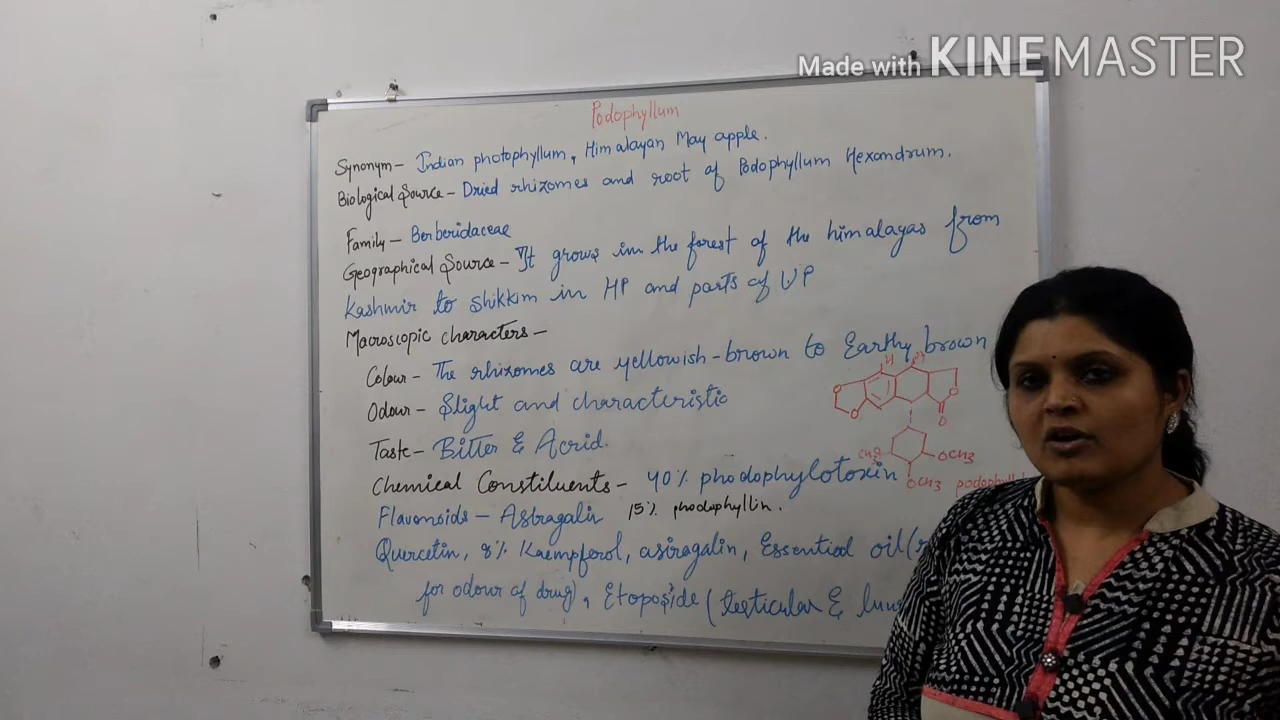 Made with KINEMASTER
Podophyllum
Synonym - Indian photophyllum, Himalayan May apple.
Biological Source - Dried rhizomes and root of Podophyllum Hexandrum.
Family - Berberidaceae
Geographical Source - It grows in the forest of the himalayas from
Kashmir to Shikkim in HP and parts of UP
Macroscopic characters -
Colour - The rhizomes are yellowish-brown to Earthy brown
Odour - Slight and characteristic
Taste - Bitter & Acrid.
Chemical Constituents - 40% phodophylotoxin
Flavonoids - Astragalin 15% phodophyllin.
Quercetin, 8% Kaempferol, asiragalin, Essential oil (
for odour of drug), Etoposide (testicular &
O
O
O
O
OCH3
OCH3